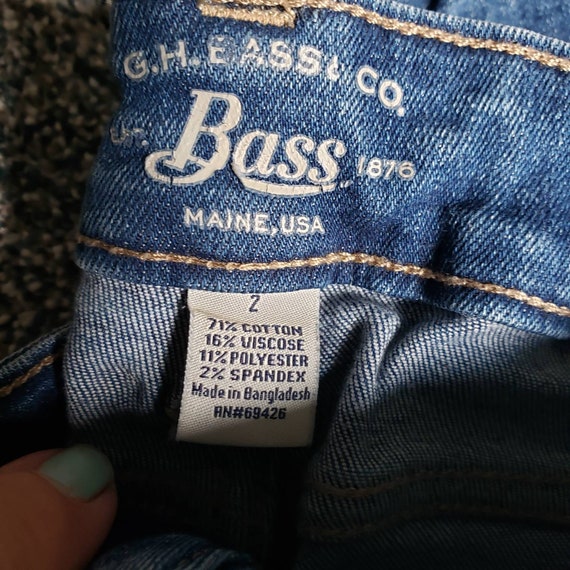 G.H. BASS & CO.
EST. Bass 1876
MAINE, USA
2
71% COTTON
16% VISCOSE
11% POLYESTER
2% SPANDEX
Made in Bangladesh
RN#69426